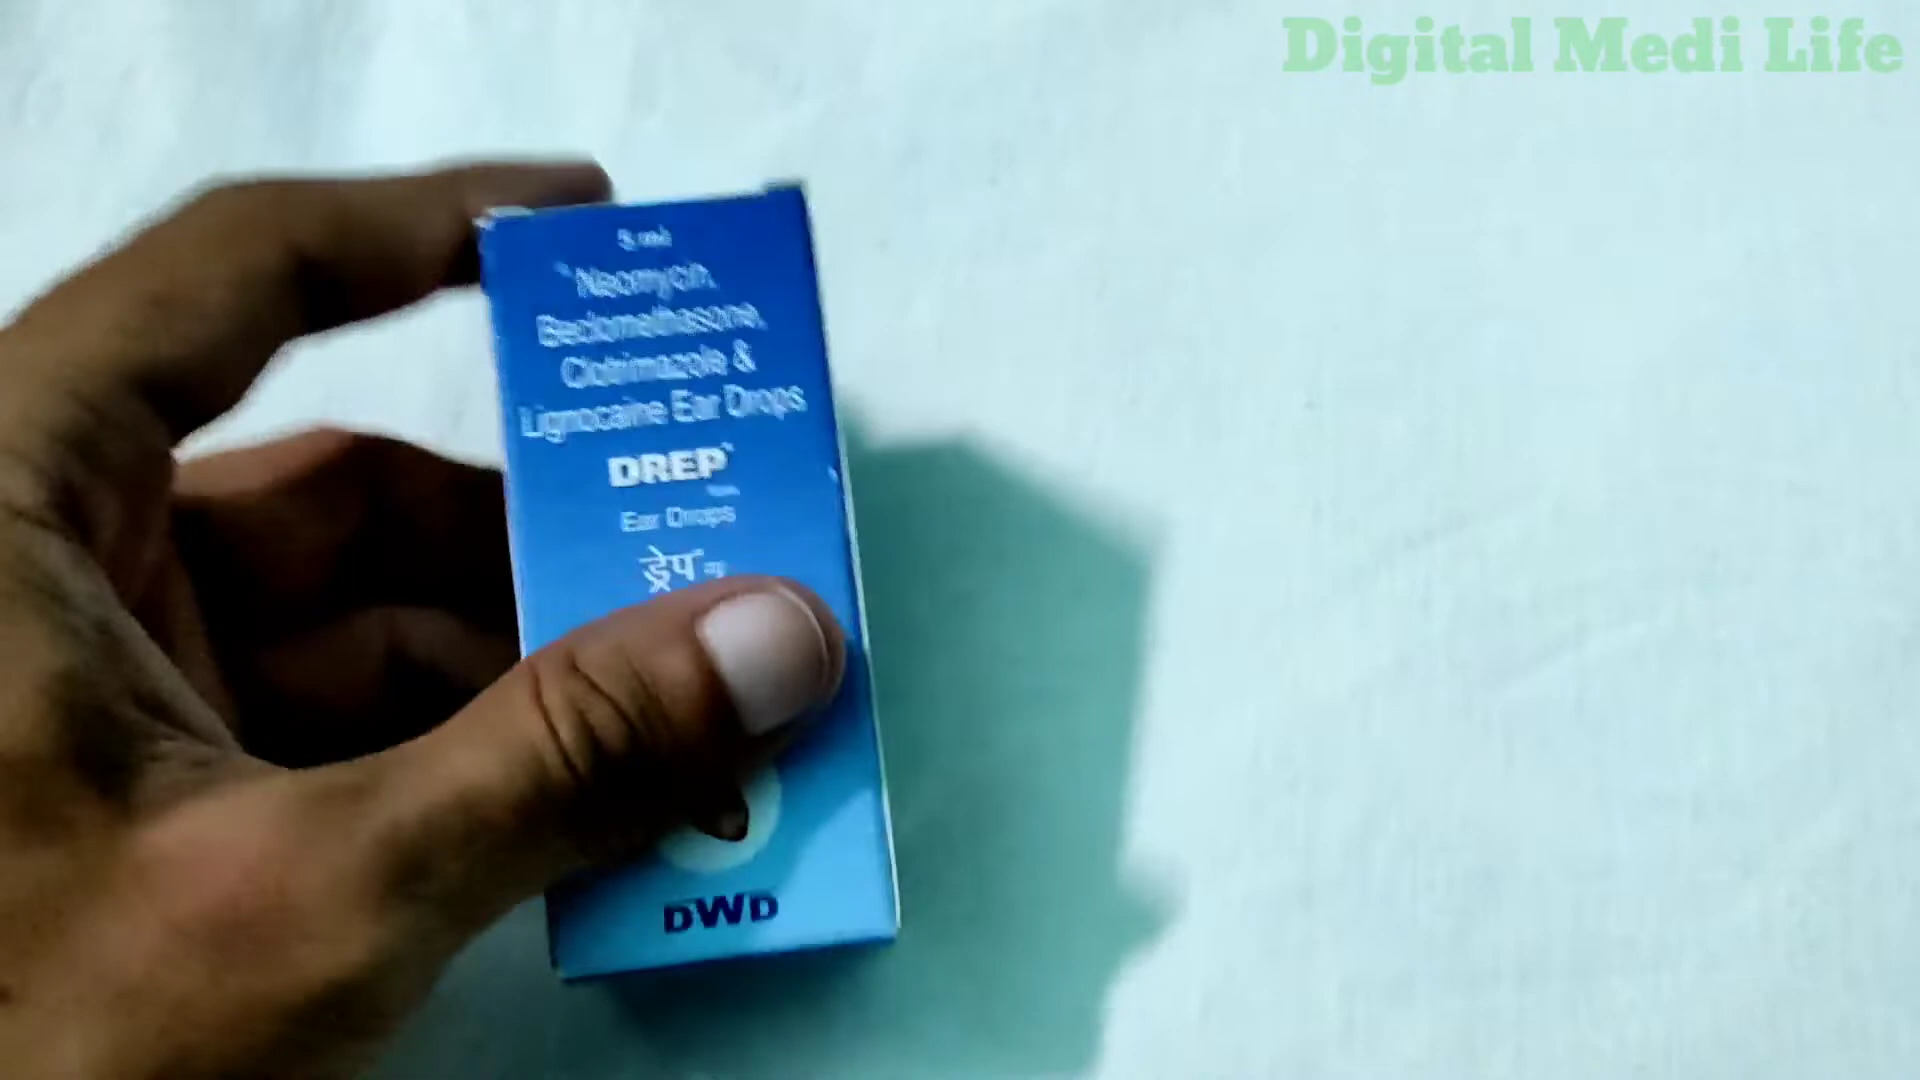 Digital Medi Life
5 ml
Neomycin,
Beclomethasone,
Clotrimazole &
Lignocaine Ear Drops
DREP
Ear Drops
ड्रेप
DWD